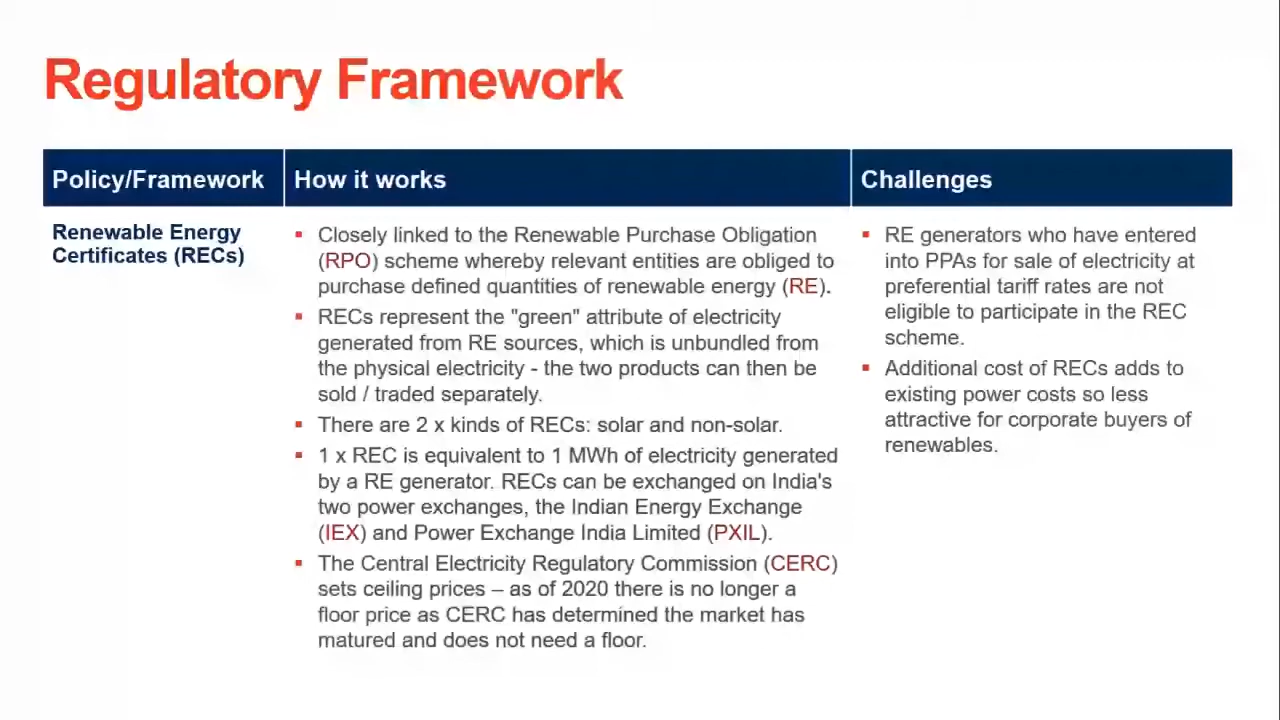 Regulatory Framework
Policy/Framework
How it works
Challenges
Renewable Energy
Certificates (RECs)
▪ Closely linked to the Renewable Purchase Obligation
(RPO) scheme whereby relevant entities are obliged to
purchase defined quantities of renewable energy (RE).
▪ RECs represent the "green" attribute of electricity
generated from RE sources, which is unbundled from
the physical electricity - the two products can then be
sold / traded separately.
▪ There are 2 x kinds of RECs: solar and non-solar.
▪ 1 x REC is equivalent to 1 MWh of electricity generated
by a RE generator. RECs can be exchanged on India's
two power exchanges, the Indian Energy Exchange
(IEX) and Power Exchange India Limited (PXIL).
▪ The Central Electricity Regulatory Commission (CERC)
sets ceiling prices – as of 2020 there is no longer a
floor price as CERC has determined the market has
matured and does not need a floor.
▪ RE generators who have entered
into PPAs for sale of electricity at
preferential tariff rates are not
eligible to participate in the REC
scheme.
▪ Additional cost of RECs adds to
existing power costs so less
attractive for corporate buyers of
renewables.